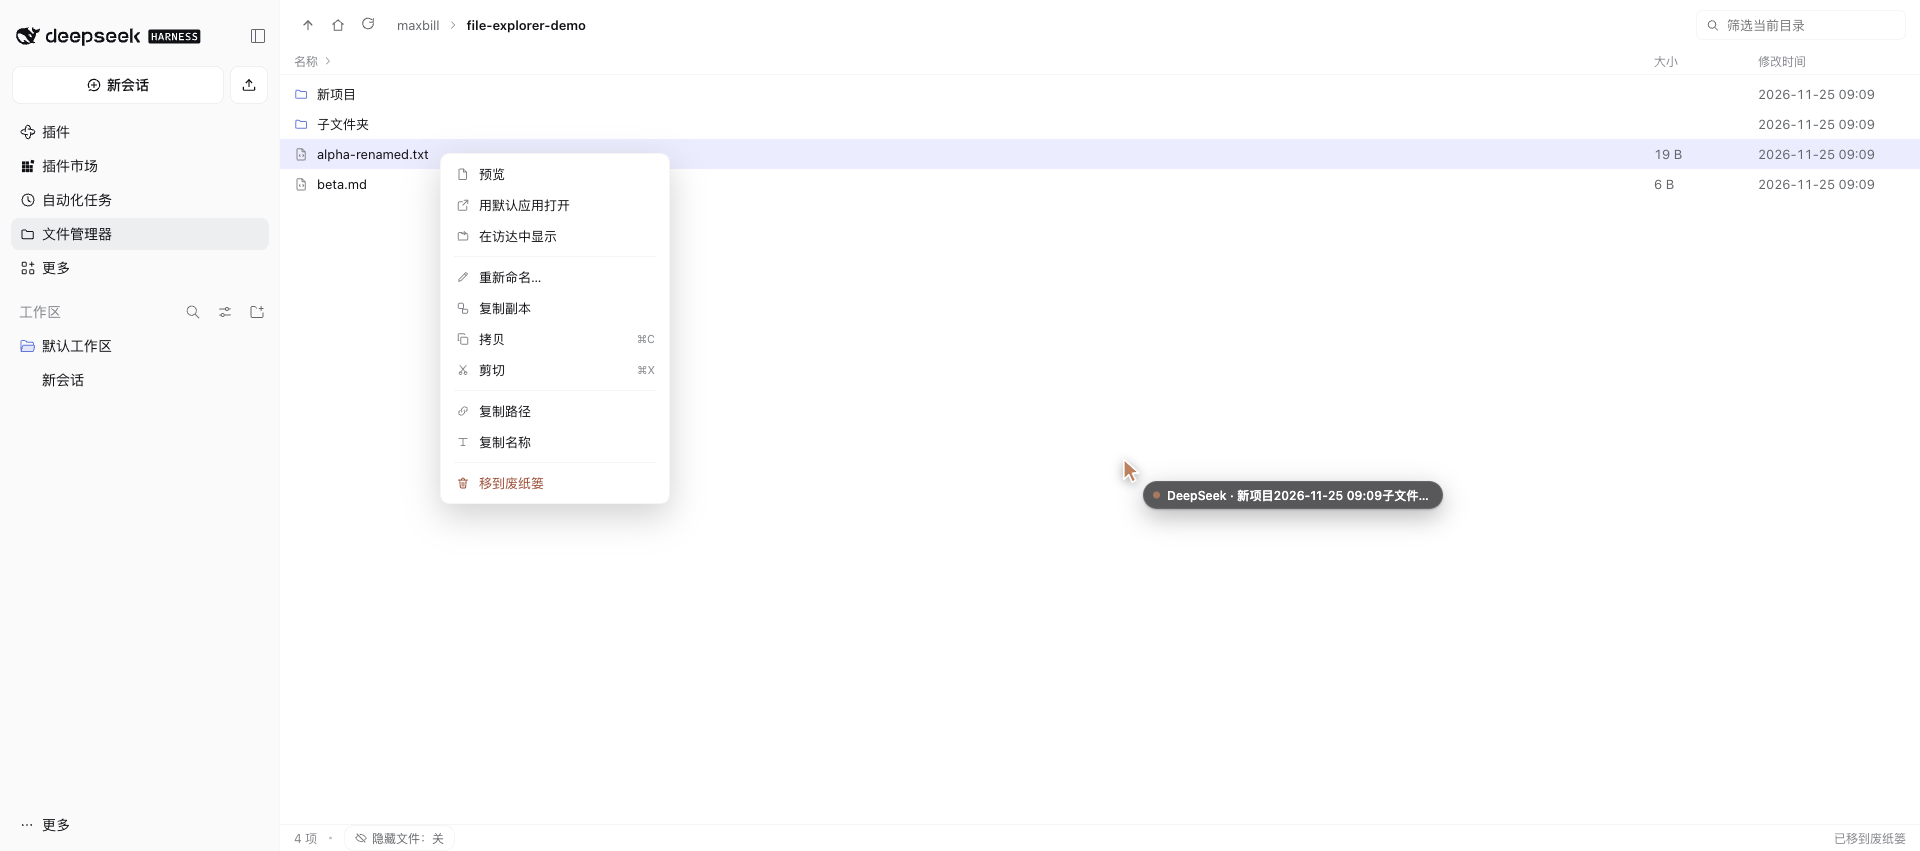 deepseek HARNESS
新会话
插件
插件市场
自动化任务
文件管理器
更多
工作区
默认工作区
新会话
更多
maxbill > file-explorer-demo
筛选当前目录
名称 > 大小 修改时间
新项目 2026-11-25 09:09
子文件夹 2026-11-25 09:09
alpha-renamed.txt 19 B 2026-11-25 09:09
beta.md 6 B 2026-11-25 09:09
预览
用默认应用打开
在访达中显示
重新命名...
复制副本
拷贝 ⌘C
剪切 ⌘X
复制路径
复制名称
移到废纸篓
DeepSeek · 新项目2026-11-25 09:09子文件...
4 项 · 隐藏文件：关
已移到废纸篓